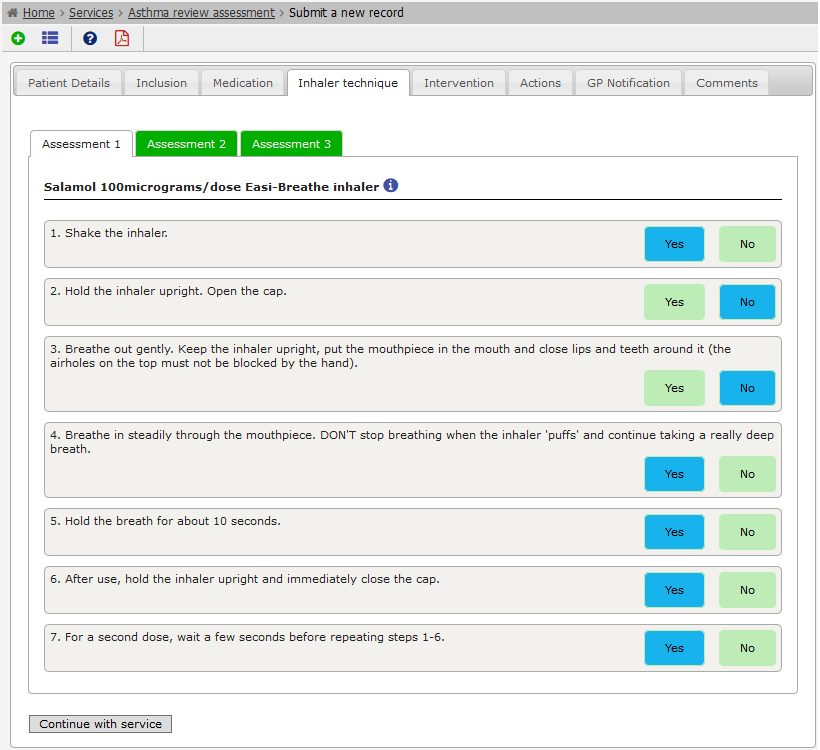 Home > Services > Asthma review assessment > Submit a new record
Patient Details Inclusion Medication Inhaler technique Intervention Actions GP Notification Comments
Assessment 1 Assessment 2 Assessment 3
Salamol 100micrograms/dose Easi-Breathe inhaler
1. Shake the inhaler.
Yes No
2. Hold the inhaler upright. Open the cap.
Yes No
3. Breathe out gently. Keep the inhaler upright, put the mouthpiece in the mouth and close lips and teeth around it (the
airholes on the top must not be blocked by the hand).
Yes No
4. Breathe in steadily through the mouthpiece. DON'T stop breathing when the inhaler 'puffs' and continue taking a really deep
breath.
Yes No
5. Hold the breath for about 10 seconds.
Yes No
6. After use, hold the inhaler upright and immediately close the cap.
Yes No
7. For a second dose, wait a few seconds before repeating steps 1-6.
Yes No
Continue with service